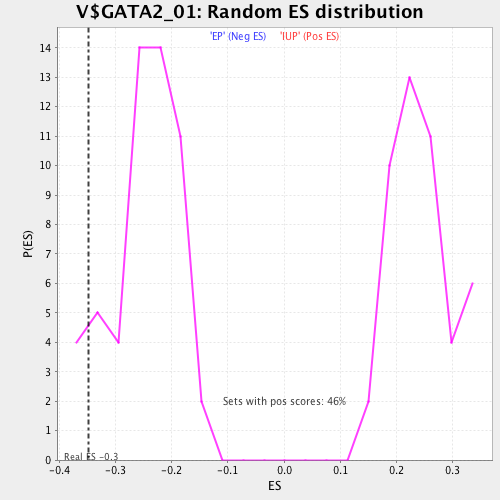 V$GATA2_01: Random ES distribution
'EP' (Neg ES) 'IUP' (Pos ES)
14
13
12
11
10
9
8
7
6
5
4
3
2
1
0
P(ES)
Sets with pos scores: 46%
Real ES -0.3
-0.4 -0.3 -0.2 -0.1 0.0 0.1 0.2 0.3
ES